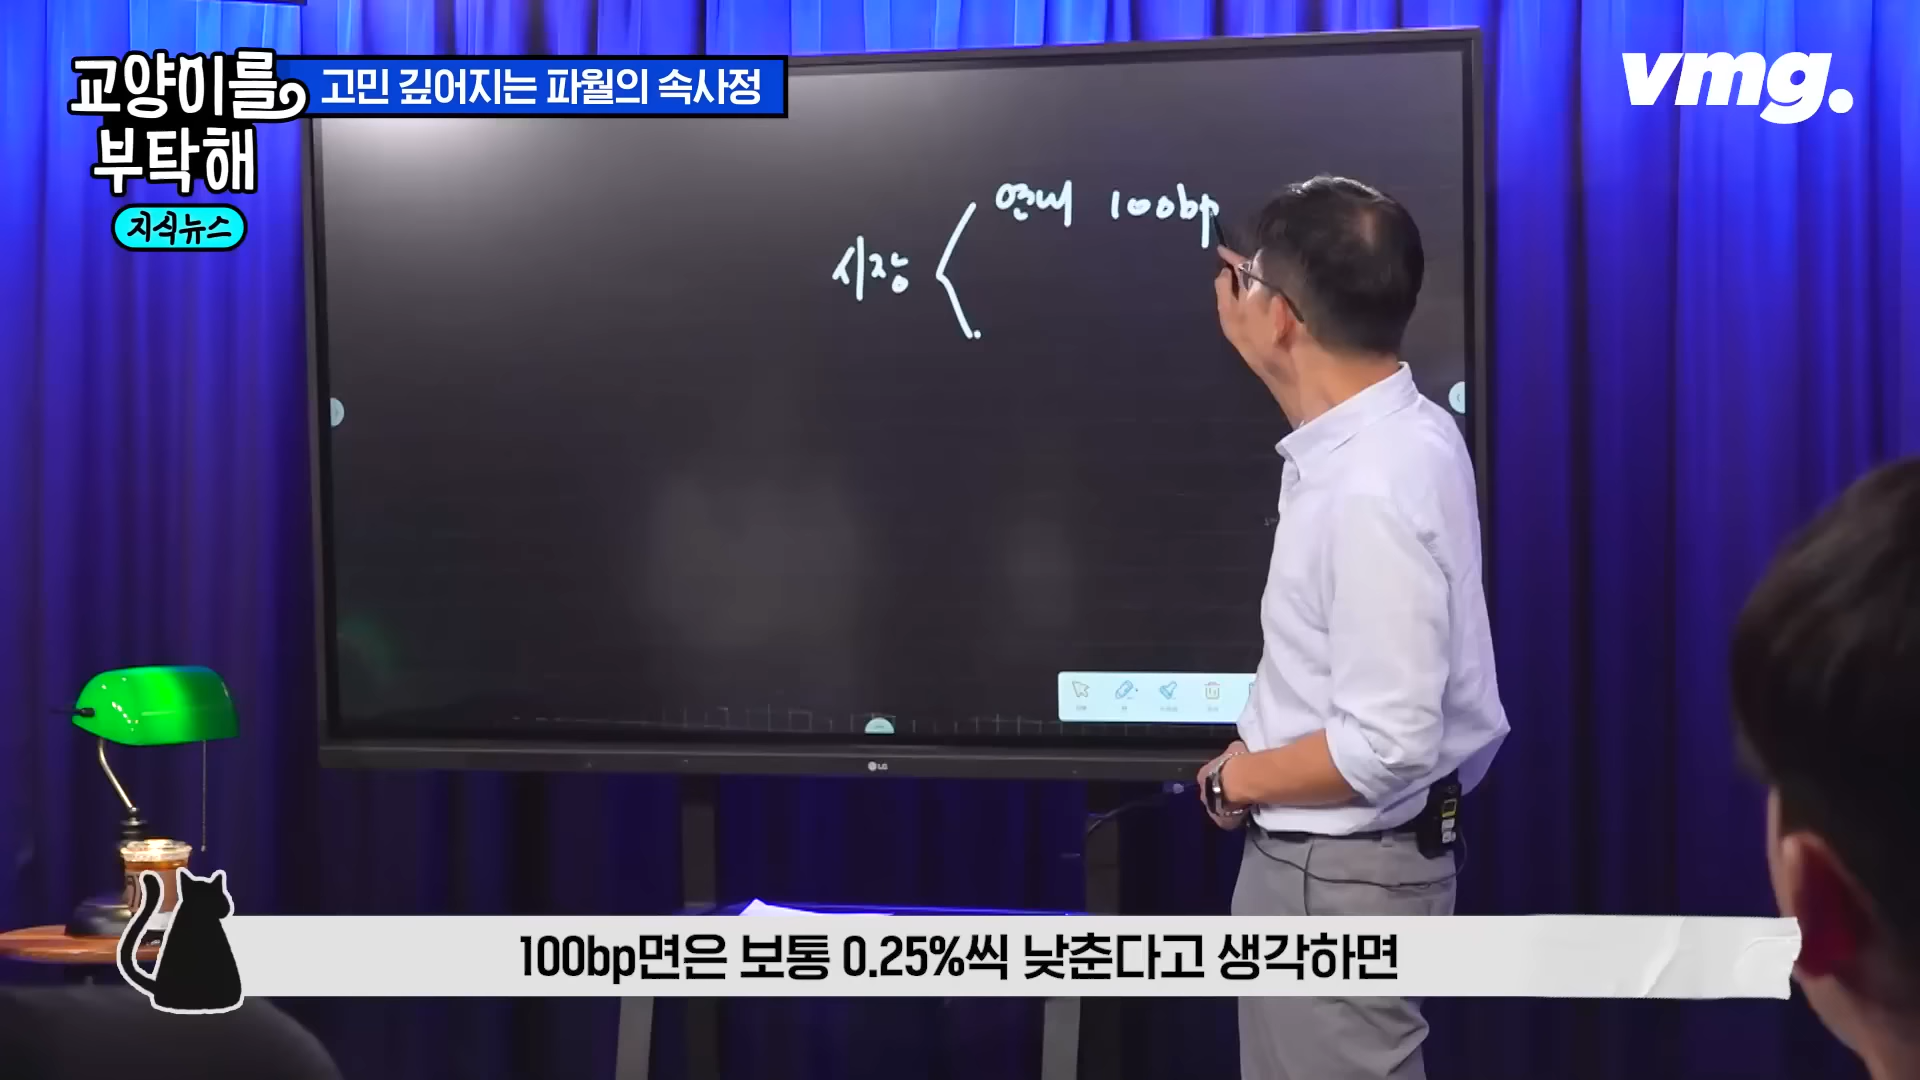 교양이를
부탁해
지식뉴스
고민 깊어지는 파월의 속사정
vmg.
연내 100bp
시장
LG
100bp면은 보통 0.25%씩 낮춘다고 생각하면